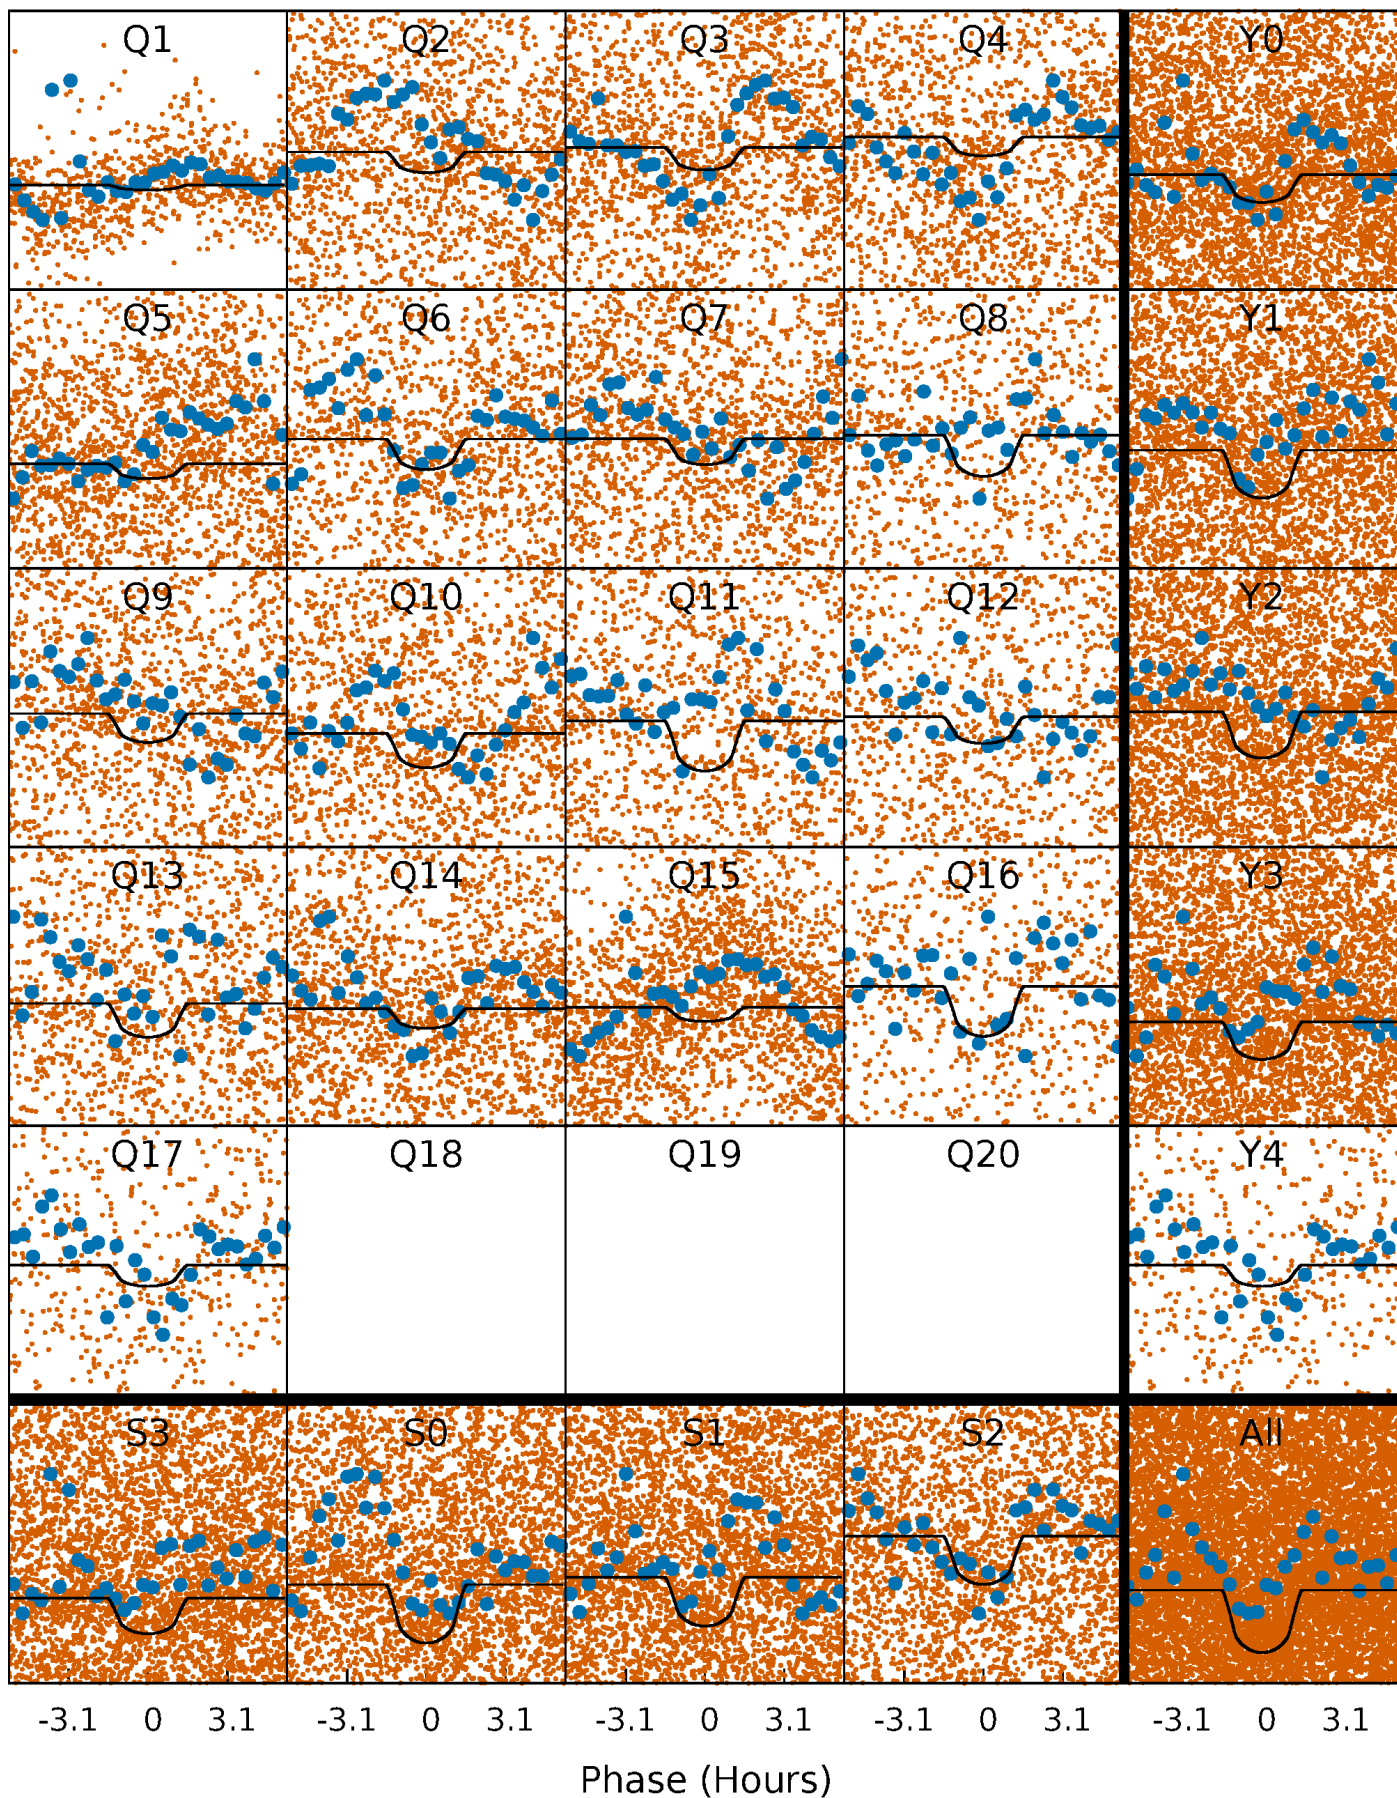 Q1 Q2 Q3 Q4 Y0
Q5 Q6 Q7 Q8 Y1
Q9 Q10 Q11 Q12 Y2
Q13 Q14 Q15 Q16 Y3
Q17 Q18 Q19 Q20 Y4
S3 S0 S1 S2 All
-3.1 0 3.1 -3.1 0 3.1 -3.1 0 3.1 -3.1 0 3.1 -3.1 0 3.1
Phase (Hours)